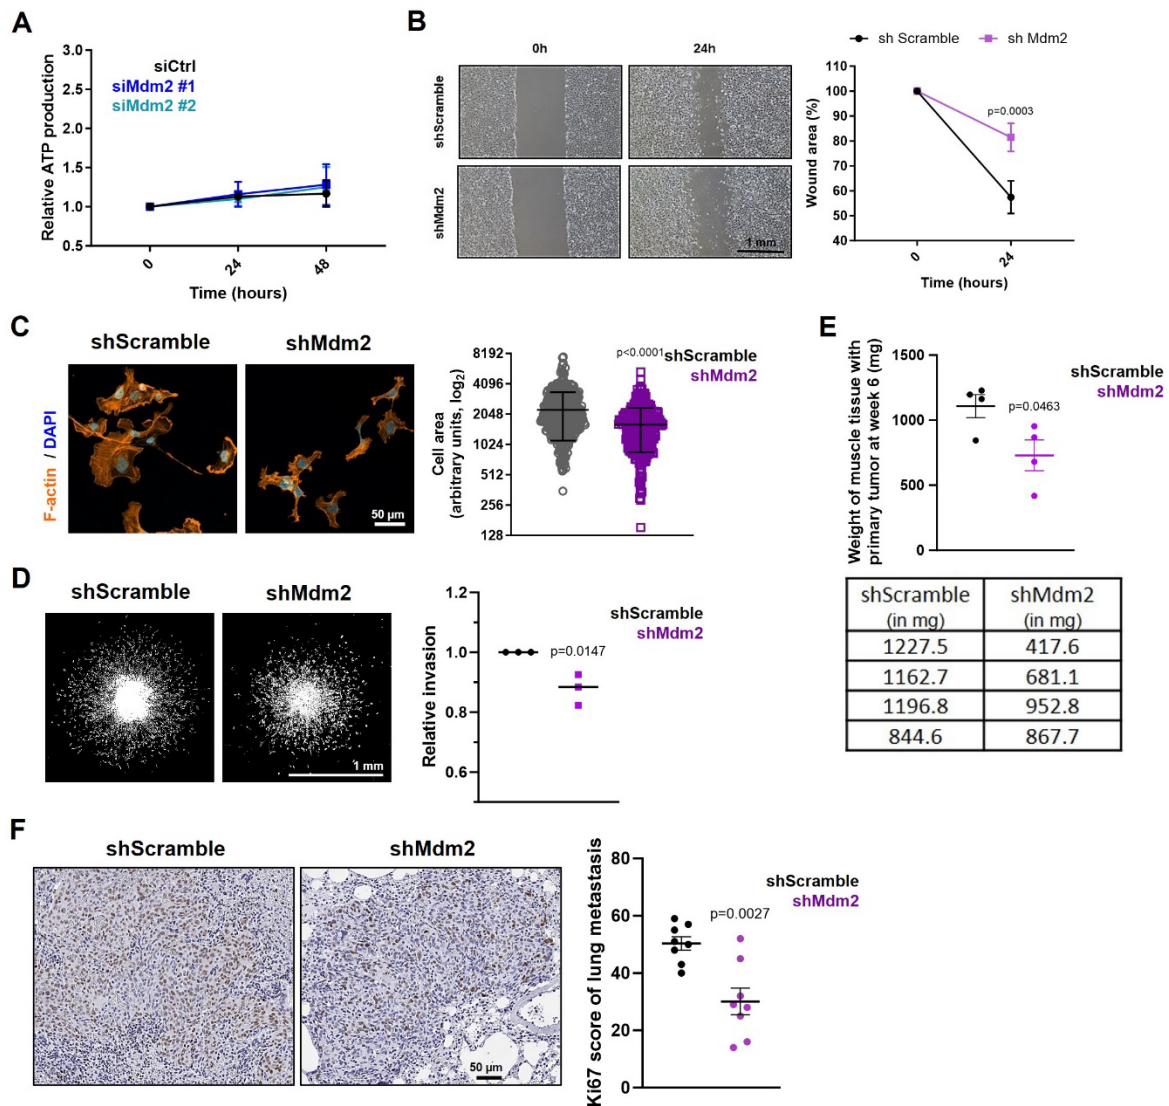 A
3.0
2.5
2.0
1.5
1.0
0.5
Relative ATP production
siCtrl
siMdm2 #1
siMdm2 #2
0
24
48
Time (hours)
B
0h
24h
shScramble
shMdm2
1 mm
sh Scramble
sh Mdm2
100
90
80
70
60
50
40
Wound area (%)
p=0.0003
0
24
Time (hours)
C
shScramble
shMdm2
F-actin / DAPI
50 µm
8192
4096
2048
1024
512
256
128
Cell area
(arbitrary units, log2)
p<0.0001
shScramble
shMdm2
D
shScramble
shMdm2
1 mm
1.2
1.0
0.8
0.6
Relative invasion
shScramble
shMdm2
p=0.0147
E
1500
1000
500
0
Weight of muscle tissue with
primary tumor at week 6 (mg)
shScramble
shMdm2
p=0.0463
shScramble shMdm2
(in mg) (in mg)
1227.5 417.6
1162.7 681.1
1196.8 952.8
844.6 867.7
F
shScramble
shMdm2
50 µm
80
60
40
20
0
Ki67 score of lung metastasis
shScramble
shMdm2
p=0.0027